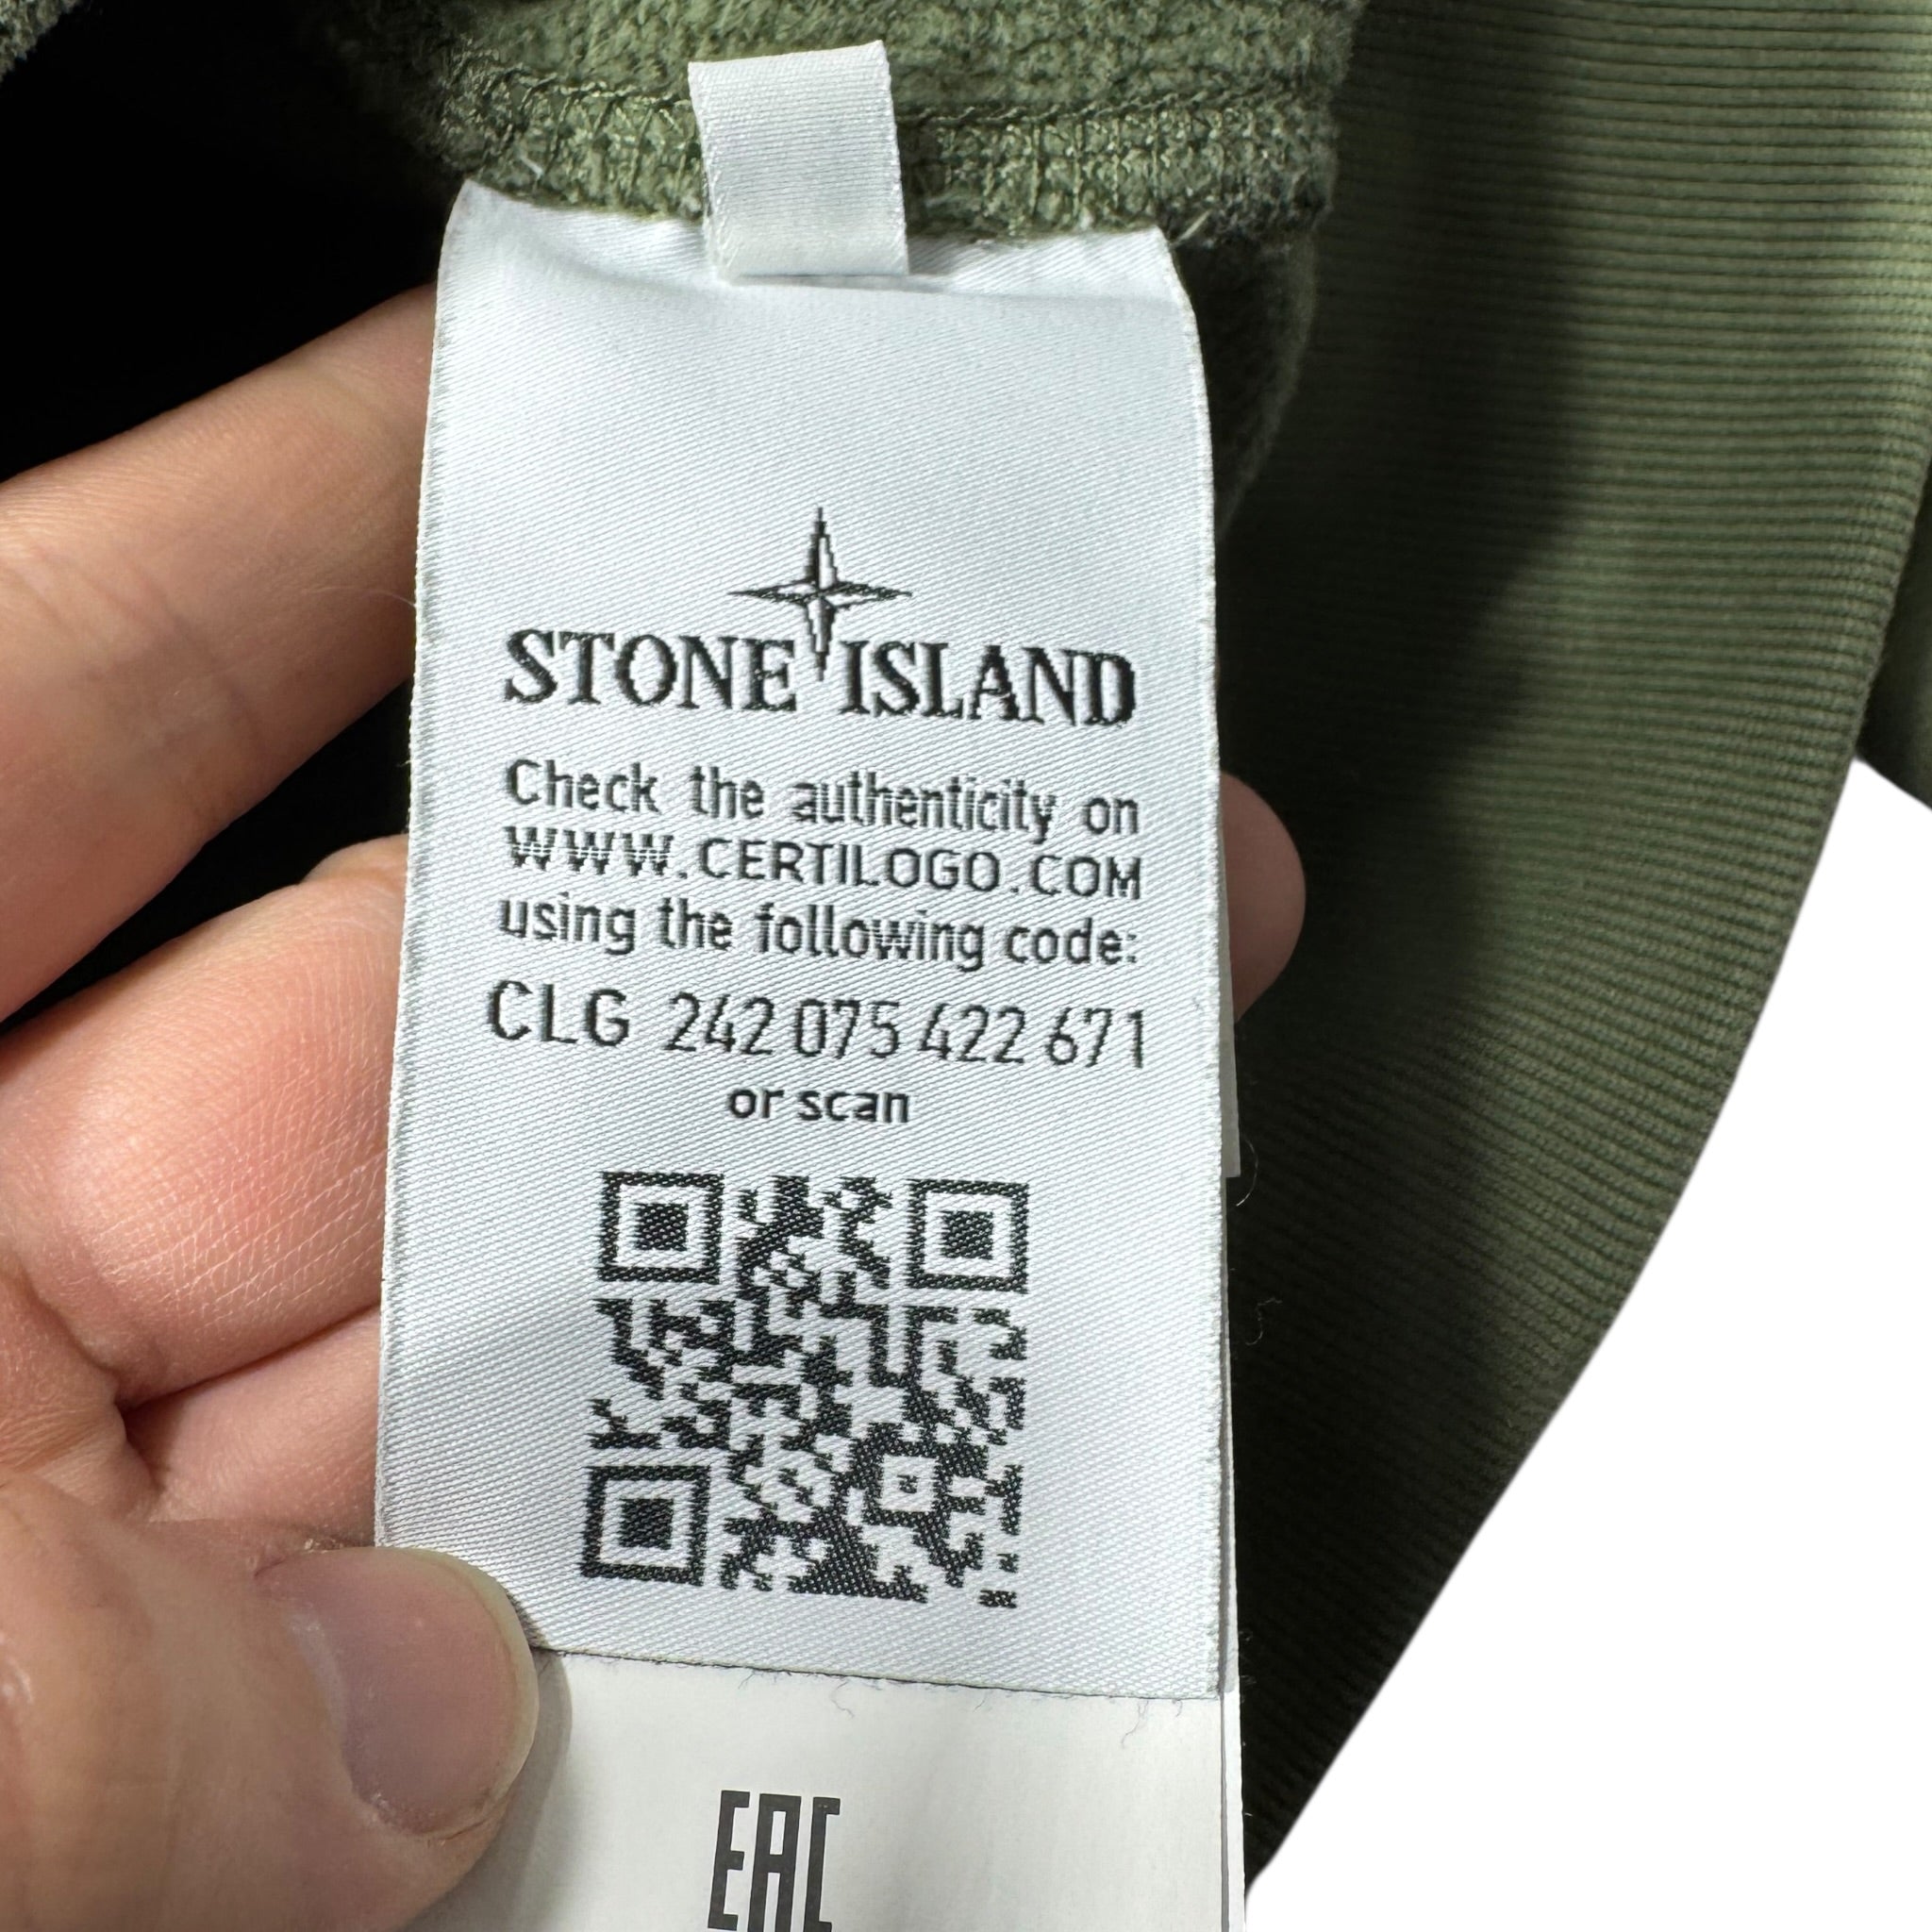 STONE ISLAND
Check the authenticity on
WWW.CERTILOGO.COM
using the following code:
CLG 242 075 422 671
or scan
EAC